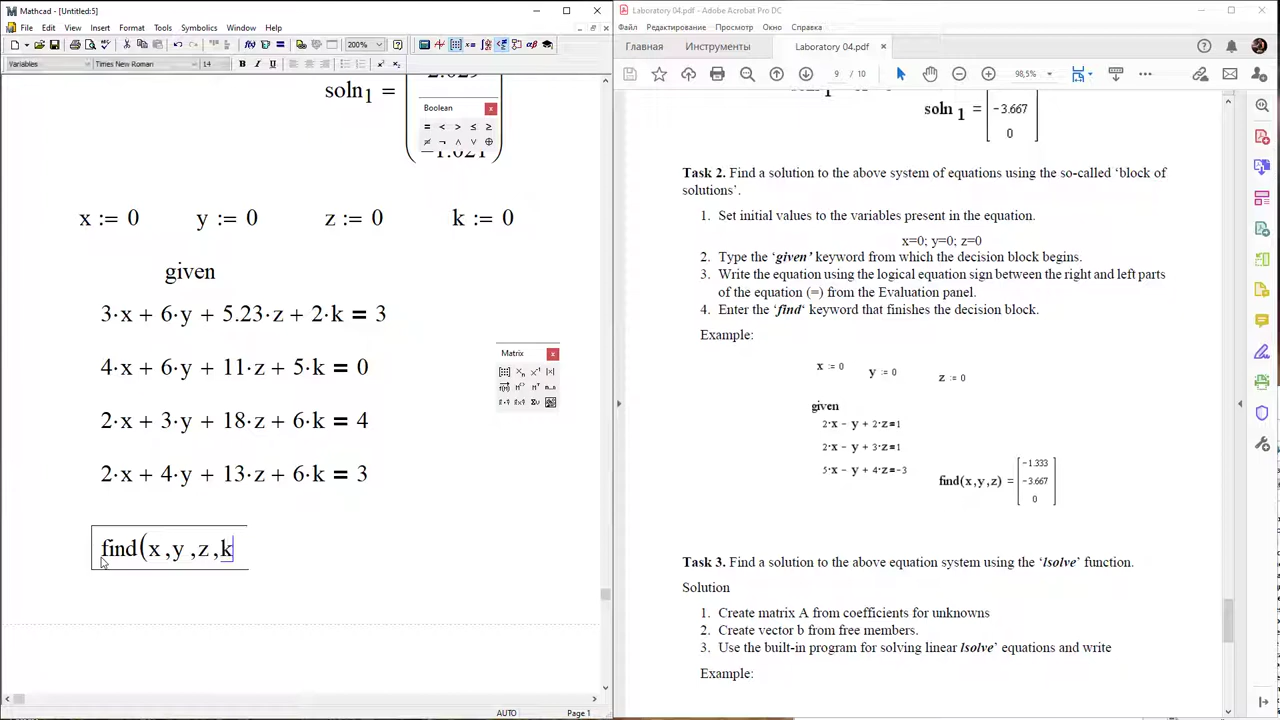 Mathcad - [Untitled:5]
File Edit View Insert Format Tools Symbolics Window Help
200%
Variables Times New Roman 14 B I U
soln1 =
Boolean
= < > ≤ ≥
≠ ¬ ∧ ∨ ⊕
−1.021
x := 0 y := 0 z := 0 k := 0
given
3·x + 6·y + 5.23·z + 2·k = 3
4·x + 6·y + 11·z + 5·k = 0
2·x + 3·y + 18·z + 6·k = 4
2·x + 4·y + 13·z + 6·k = 3
Matrix
find(x ,y ,z ,k
AUTO Page 1
Laboratory 04.pdf - Adobe Acrobat Pro DC
Файл Редактирование Просмотр Окно Справка
Главная Инструменты Laboratory 04.pdf ×
9 / 10 98,5%
soln 1 =
−3.667
0
Task 2. Find a solution to the above system of equations using the so-called ‘block of
solutions’.
1. Set initial values to the variables present in the equation.
x=0; y=0; z=0
2. Type the ‘given’ keyword from which the decision block begins.
3. Write the equation using the logical equation sign between the right and left parts
of the equation (=) from the Evaluation panel.
4. Enter the ‘find‘ keyword that finishes the decision block.
Example:
x := 0 y := 0 z := 0
given
2·x − y + 2·z=1
2·x − y + 3·z=1
5·x − y + 4·z=−3
find(x,y,z) =
−1.333
−3.667
0
Task 3. Find a solution to the above equation system using the ‘lsolve’ function.
Solution
1. Create matrix A from coefficients for unknowns
2. Create vector b from free members.
3. Use the built-in program for solving linear lsolve’ equations and write
Example: